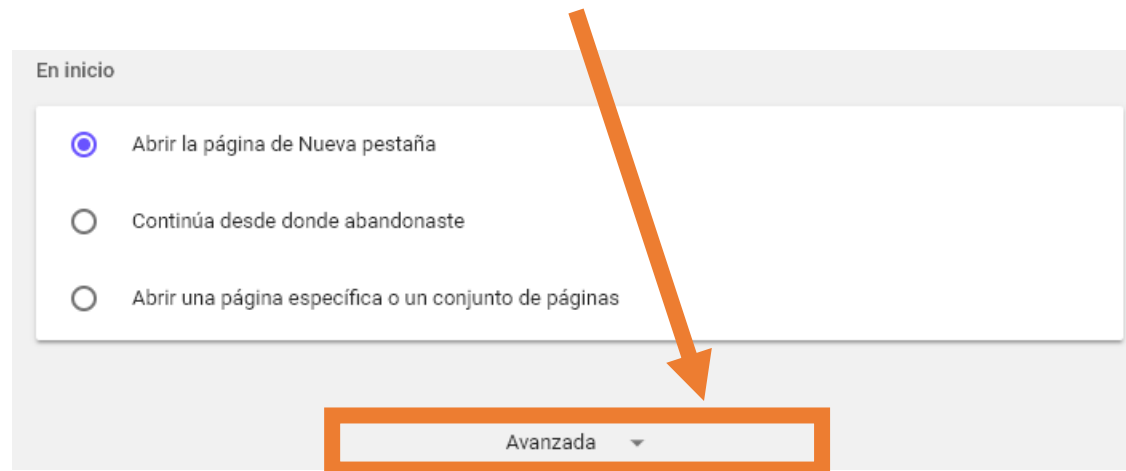 En inicio
Abrir la página de Nueva pestaña
Continúa desde donde abandonaste
Abrir una página específica o un conjunto de páginas
Avanzada